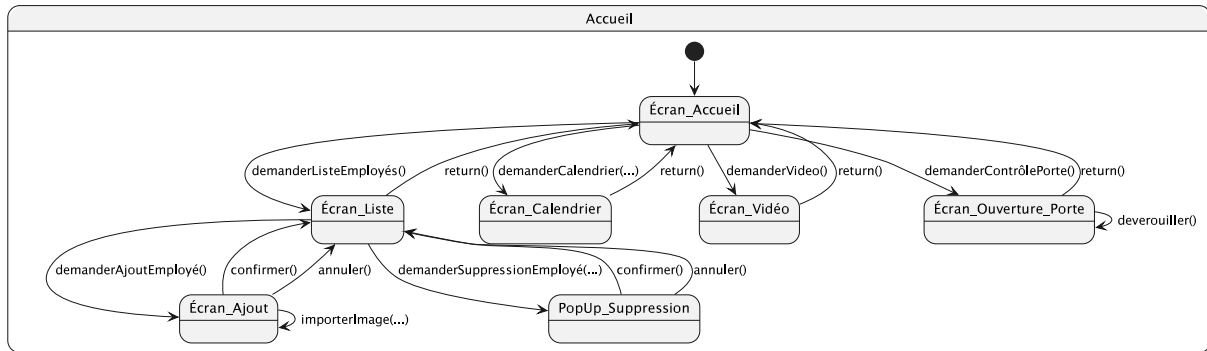 Accueil
Écran_Accueil
demanderListeEmployés()
return()
demanderCalendrier(...)
return()
demanderVideo()
return()
demanderContrôlePorte()
return()
Écran_Liste
Écran_Calendrier
Écran_Vidéo
Écran_Ouverture_Porte
deverouiller()
demanderAjoutEmployé()
confirmer()
annuler()
demanderSuppressionEmployé(...)
confirmer()
annuler()
Écran_Ajout
PopUp_Suppression
importerImage(...)